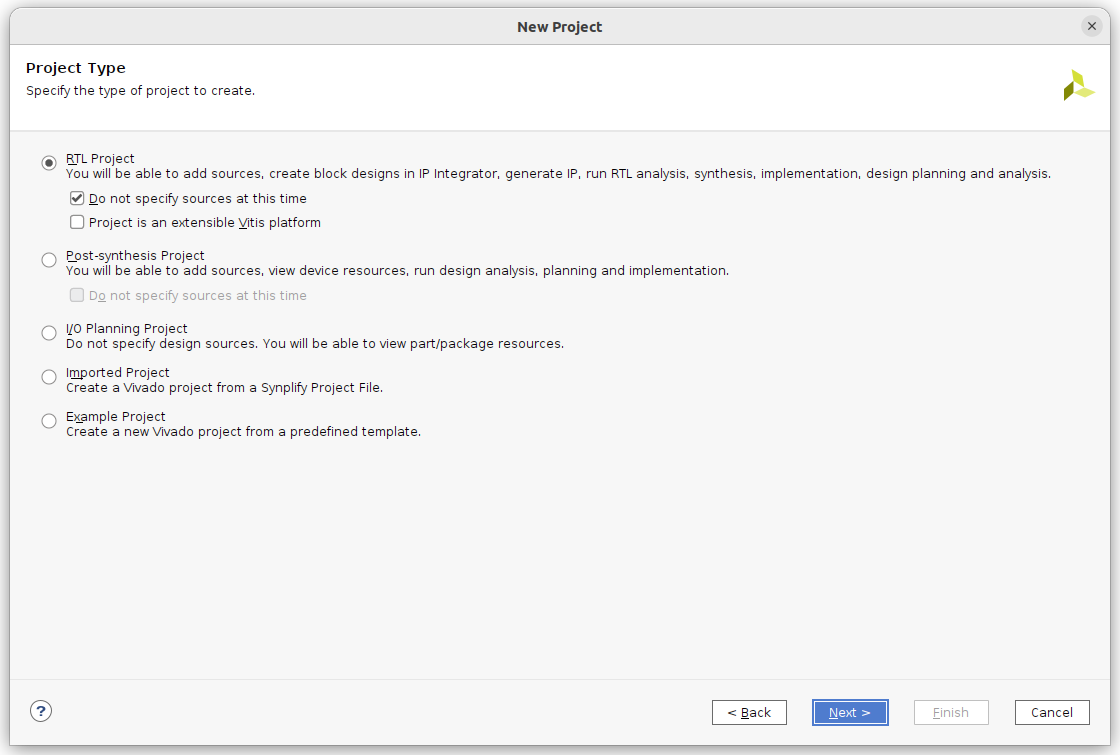 New Project
Project Type
Specify the type of project to create.
RTL Project
You will be able to add sources, create block designs in IP Integrator, generate IP, run RTL analysis, synthesis, implementation, design planning and analysis.
Do not specify sources at this time
Project is an extensible Vitis platform
Post-synthesis Project
You will be able to add sources, view device resources, run design analysis, planning and implementation.
Do not specify sources at this time
I/O Planning Project
Do not specify design sources. You will be able to view part/package resources.
Imported Project
Create a Vivado project from a Synplify Project File.
Example Project
Create a new Vivado project from a predefined template.
? < Back Next > Finish Cancel